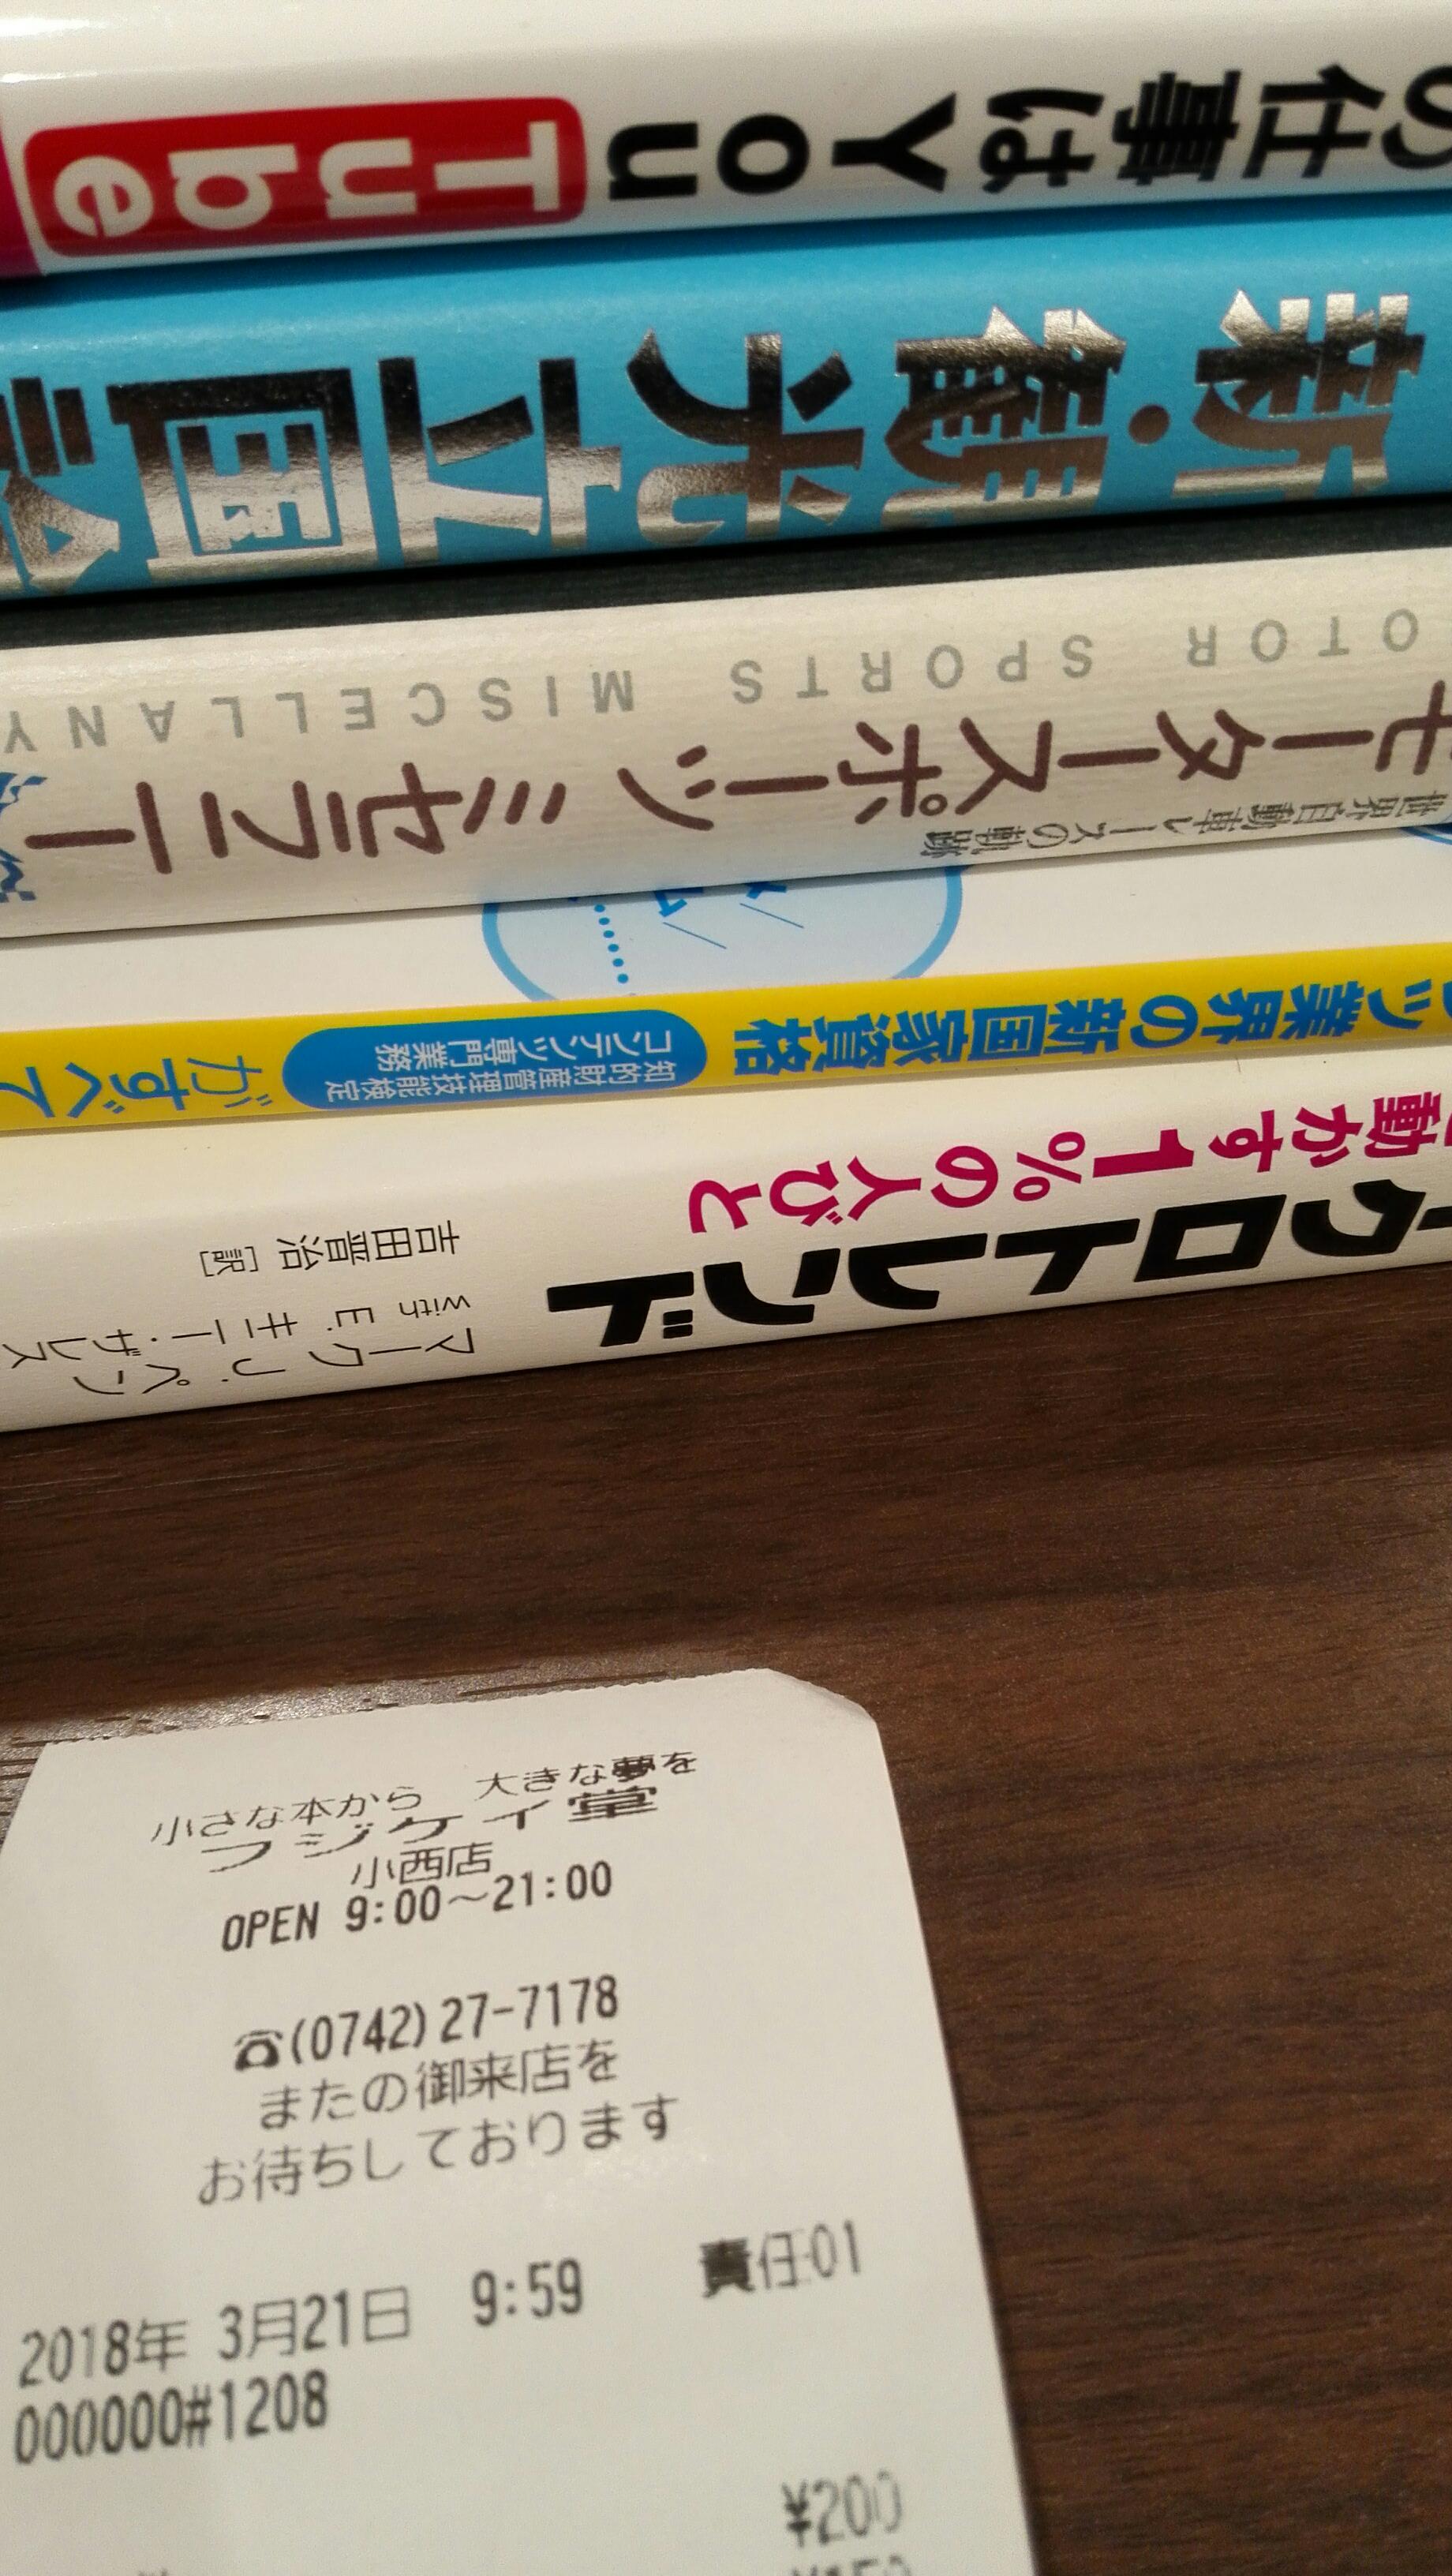 の仕事はYouTube
新・観光立国論
OTOR SPORTS MISCELLANY
モータースポーツミセラニー
世界自動車レースの軌跡
ツ業界の新国家資格
知的財産管理技能検定
コンテンツ専門業務
がすべて
動かす1%の人びと
クロトレンド
マーク・J・ペン
with E・キニー・ザレスン
吉田晋治[訳]
小さな本から 大きな夢を
フジケイ堂
小西店
OPEN 9:00~21:00
☎(0742)27-7178
またの御来店を
お待ちしております
2018年 3月21日 9:59 責任01
000000#1208
¥200
¥150